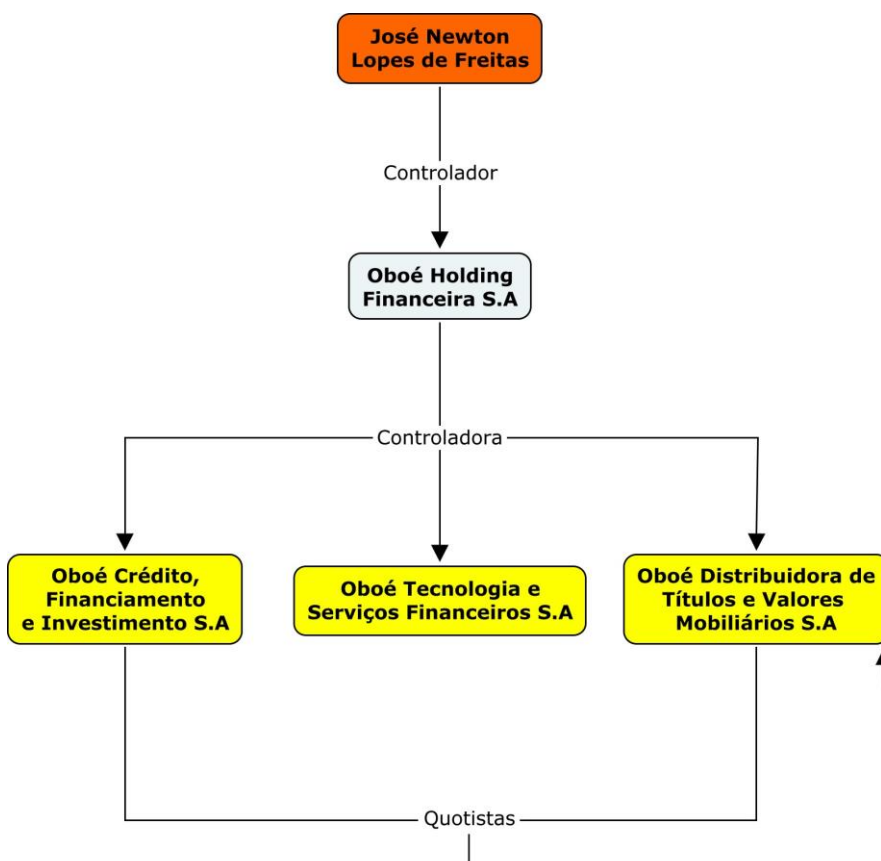 José Newton
Lopes de Freitas
Controlador
Oboé Holding
Financeira S.A
Controladora
Oboé Crédito,
Financiamento
e Investimento S.A
Oboé Tecnologia e
Serviços Financeiros S.A
Oboé Distribuidora de
Títulos e Valores
Mobiliários S.A
Quotistas